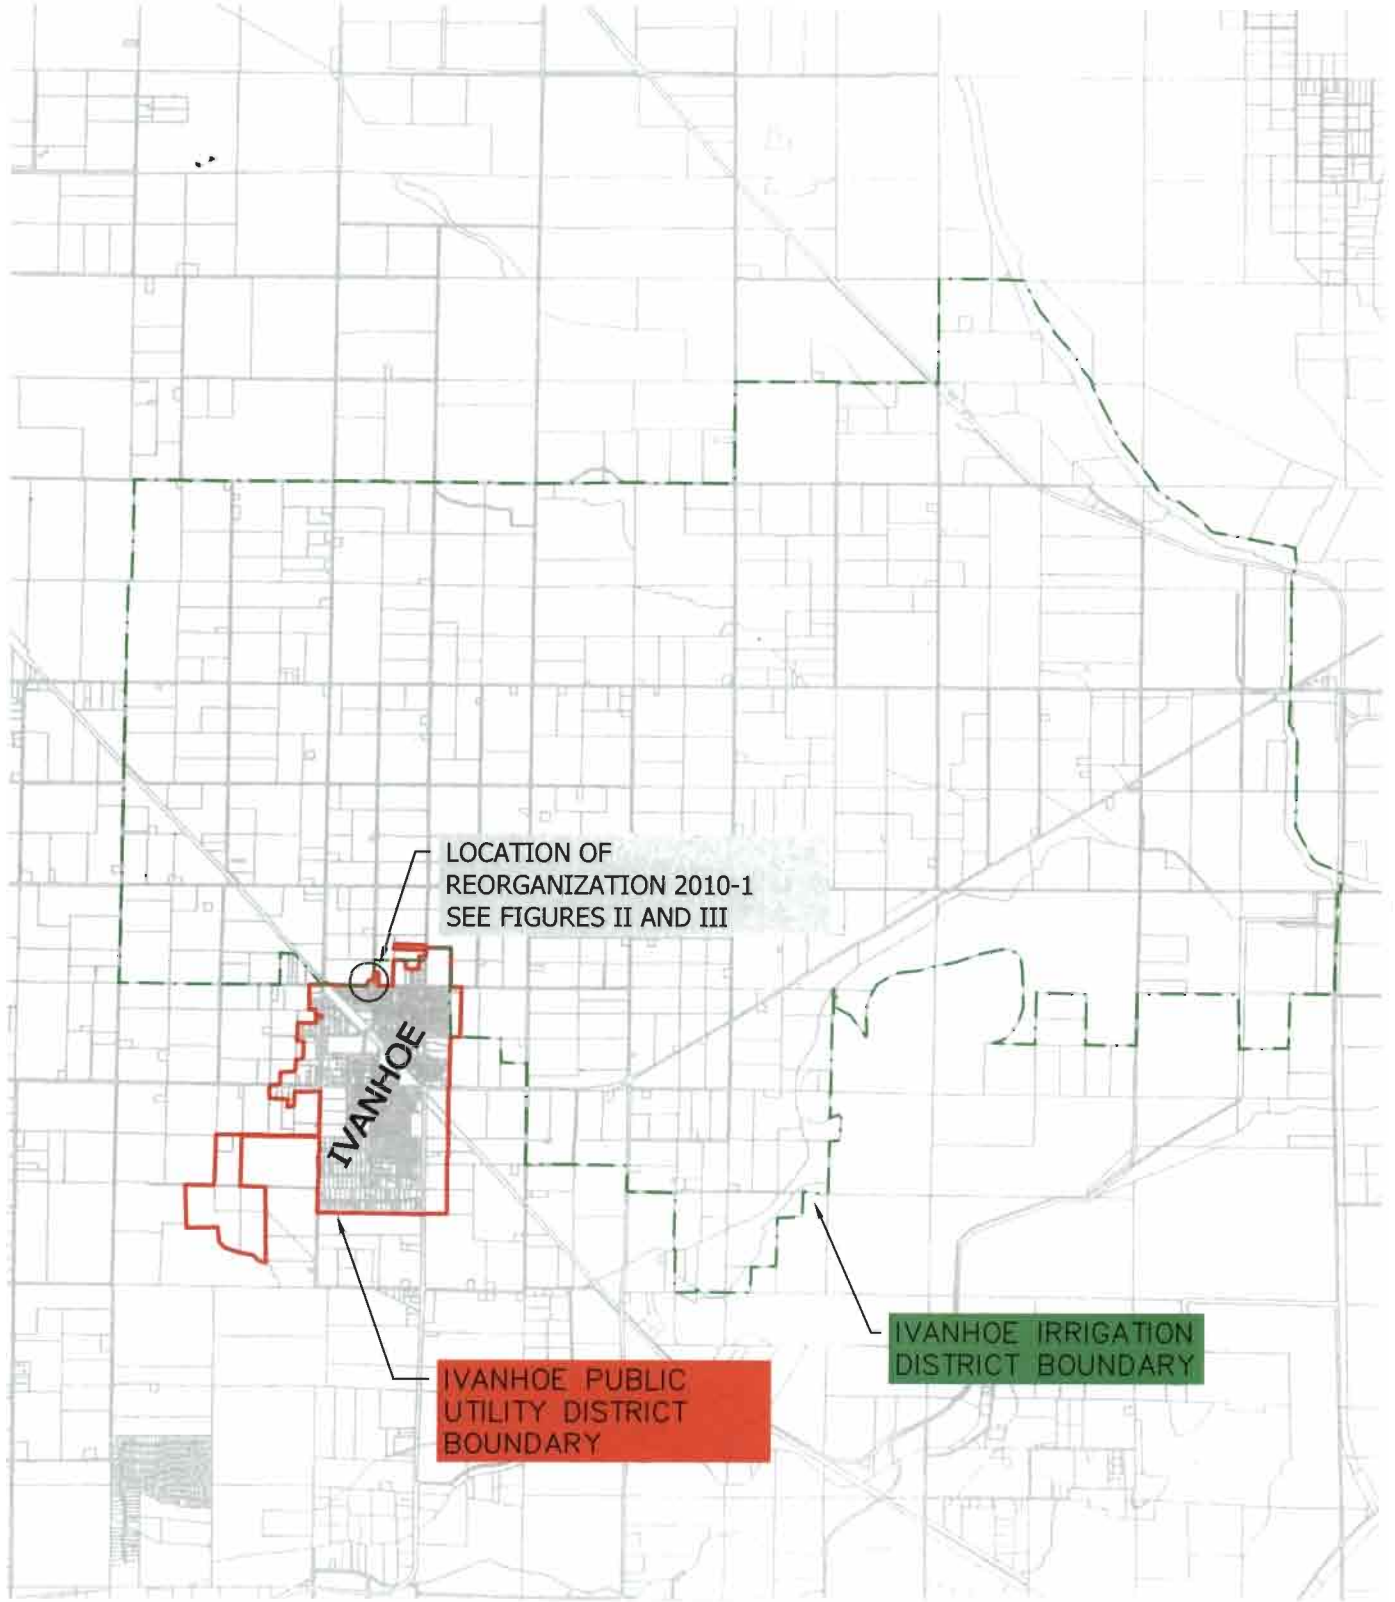 LOCATION OF
REORGANIZATION 2010-1
SEE FIGURES II AND III
IVANHOE
IVANHOE IRRIGATION
DISTRICT BOUNDARY
IVANHOE PUBLIC
UTILITY DISTRICT
BOUNDARY